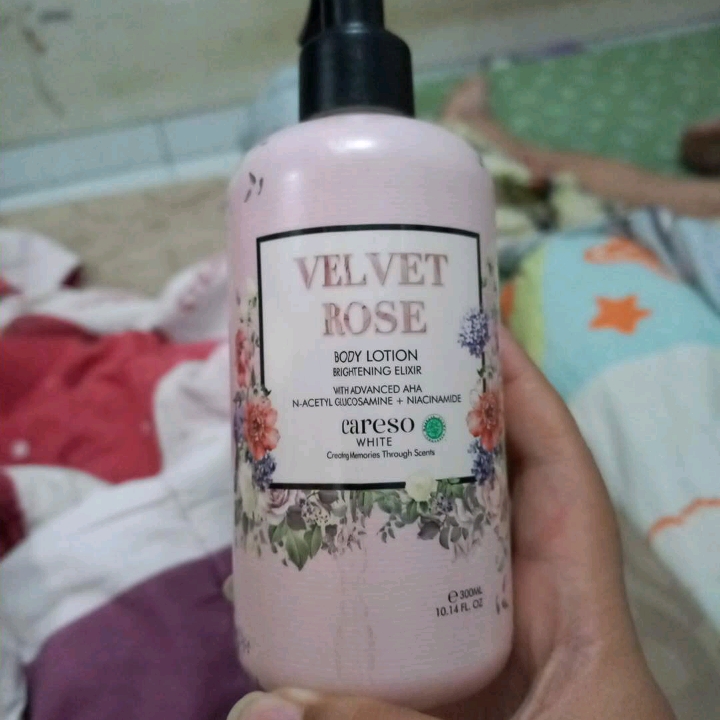 VELVET
ROSE
BODY LOTION
BRIGHTENING ELIXIR
WITH ADVANCED AHA
N-ACETYL GLUCOSAMINE + NIACINAMIDE
careso
WHITE
Creating Memories Through Scents
e 300ML
10.14 FL. OZ